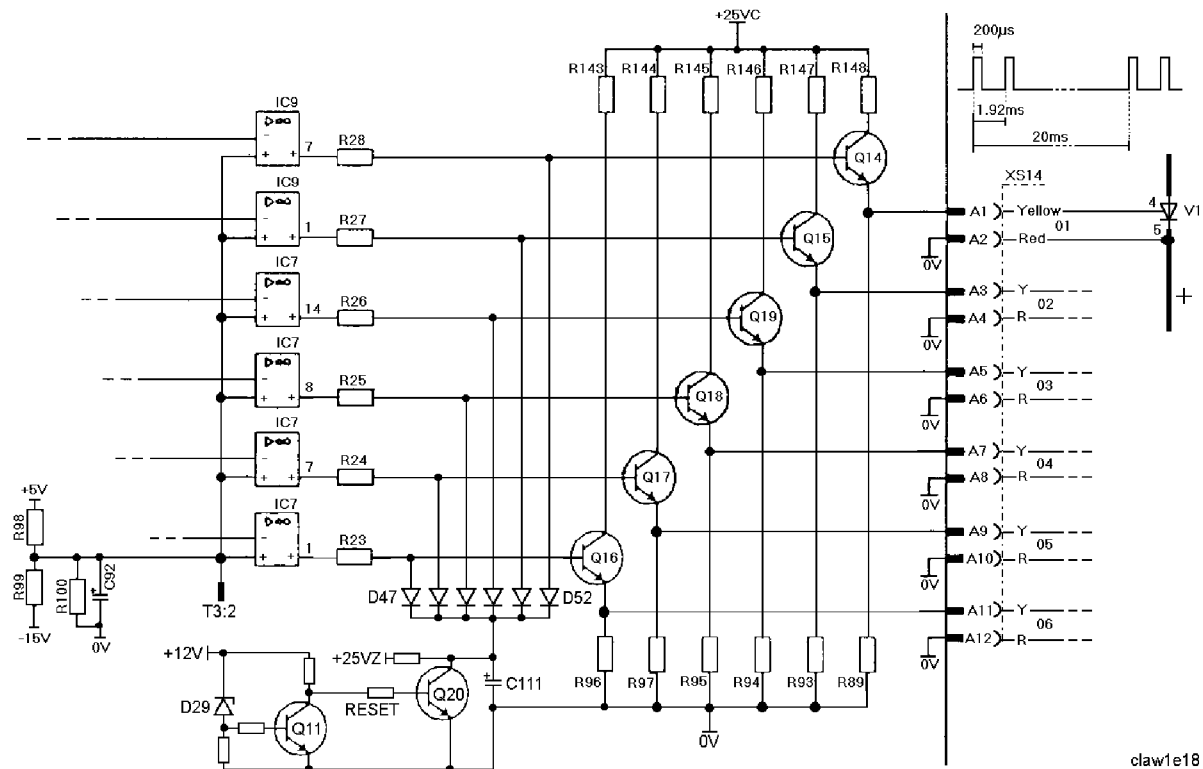 +25VC
200µs
R143 R144 R145 R146 R147 R148
1.92ms
20ms
IC9
7
R28
Q14
XS14
IC9
1
R27
Q15
A1 Yellow 4
01 V1
A2 Red 5
0V
IC7
14
R26
Q19
A3 Y
02
A4 R
0V
IC7
8
R25
Q18
A5 Y
03
A6 R
0V
IC7
7
R24
Q17
A7 Y
04
A8 R
0V
+5V
R98
IC7
1
R23
Q16
A9 Y
05
A10 R
0V
R99
R100
C92
-15V
0V
T3:2
D47 D52
A11 Y
06
A12 R
0V
+12V
+25VZ
C111
R96 R97 R95 R94 R93 R89
D29
Q11
RESET
Q20
0V
claw1e18